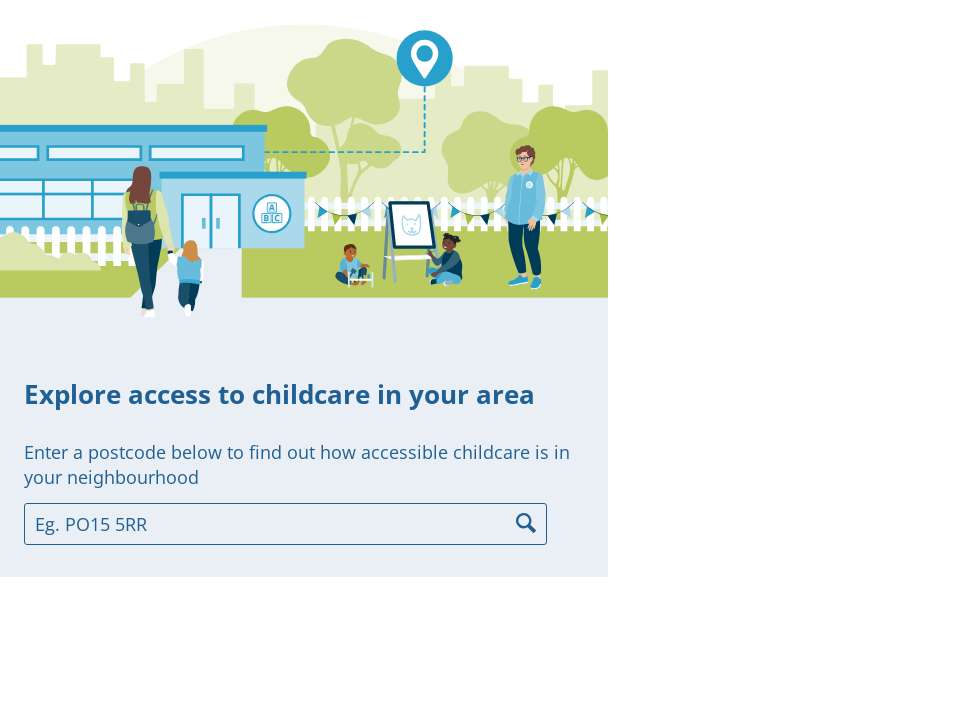 A
B C
Explore access to childcare in your area
Enter a postcode below to find out how accessible childcare is in
your neighbourhood
Eg. PO15 5RR